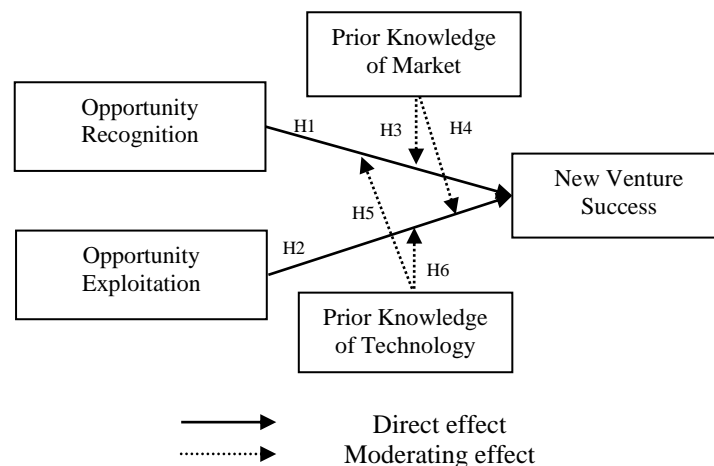 Prior Knowledge
of Market
Opportunity
Recognition
H1
H3
H4
New Venture
Success
H5
H2
Opportunity
Exploitation
H6
Prior Knowledge
of Technology
Direct effect
Moderating effect